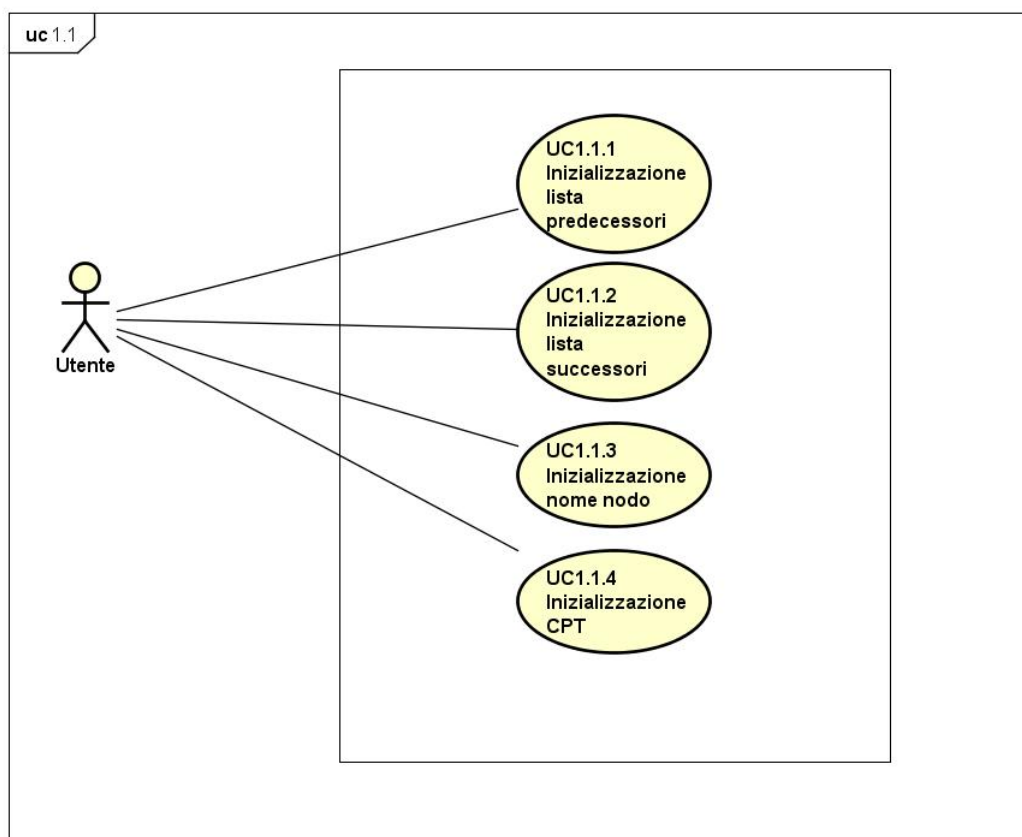 uc 1.1
UC1.1.1
Inizializzazione
lista
predecessori
UC1.1.2
Inizializzazione
lista
successori
Utente
UC1.1.3
Inizializzazione
nome nodo
UC1.1.4
Inizializzazione
CPT